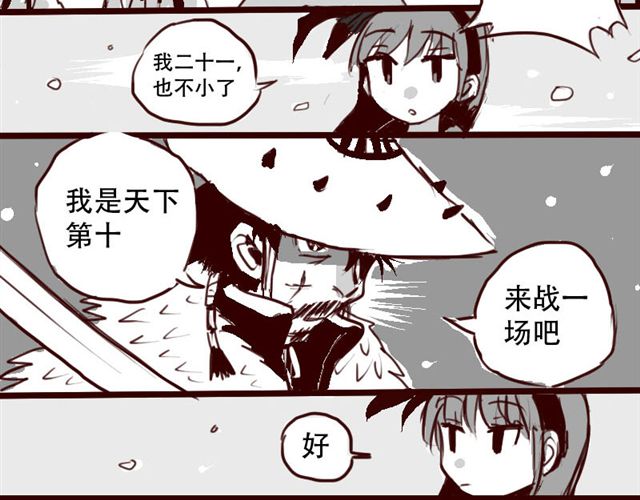 我二十一,
也不小了
我是天下
第十
来战一
场吧
好